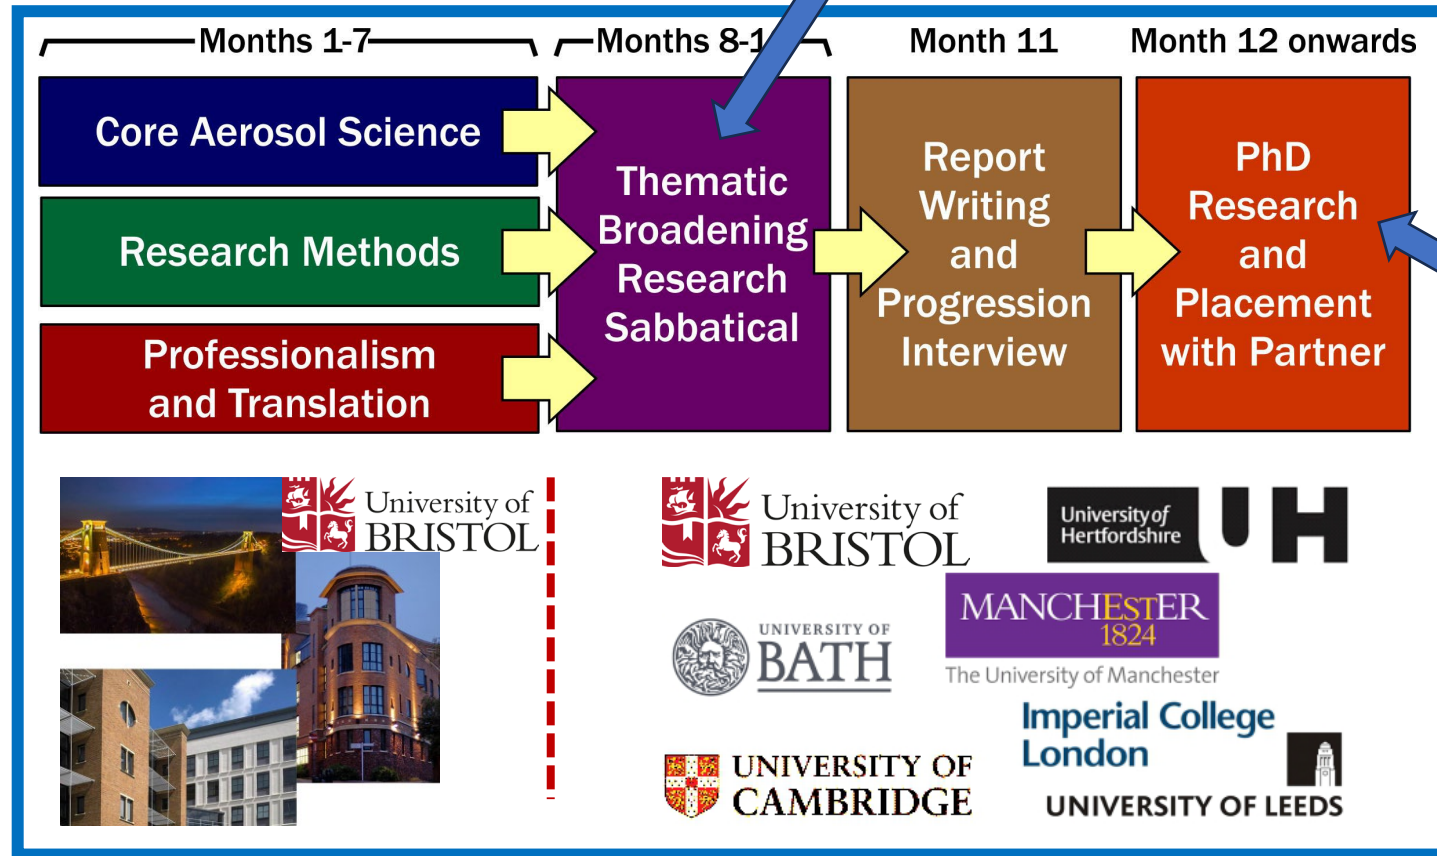 Months 1-7
Months 8-1
Month 11
Month 12 onwards
Core Aerosol Science
Research Methods
Professionalism
and Translation
Thematic
Broadening
Research
Sabbatical
Report
Writing
and
Progression
Interview
PhD
Research
and
Placement
with Partner
University of
BRISTOL
University of
BRISTOL
University of
Hertfordshire
UH
UNIVERSITY OF
BATH
MANCHESTER
1824
The University of Manchester
Imperial College
London
UNIVERSITY OF
CAMBRIDGE
UNIVERSITY OF LEEDS